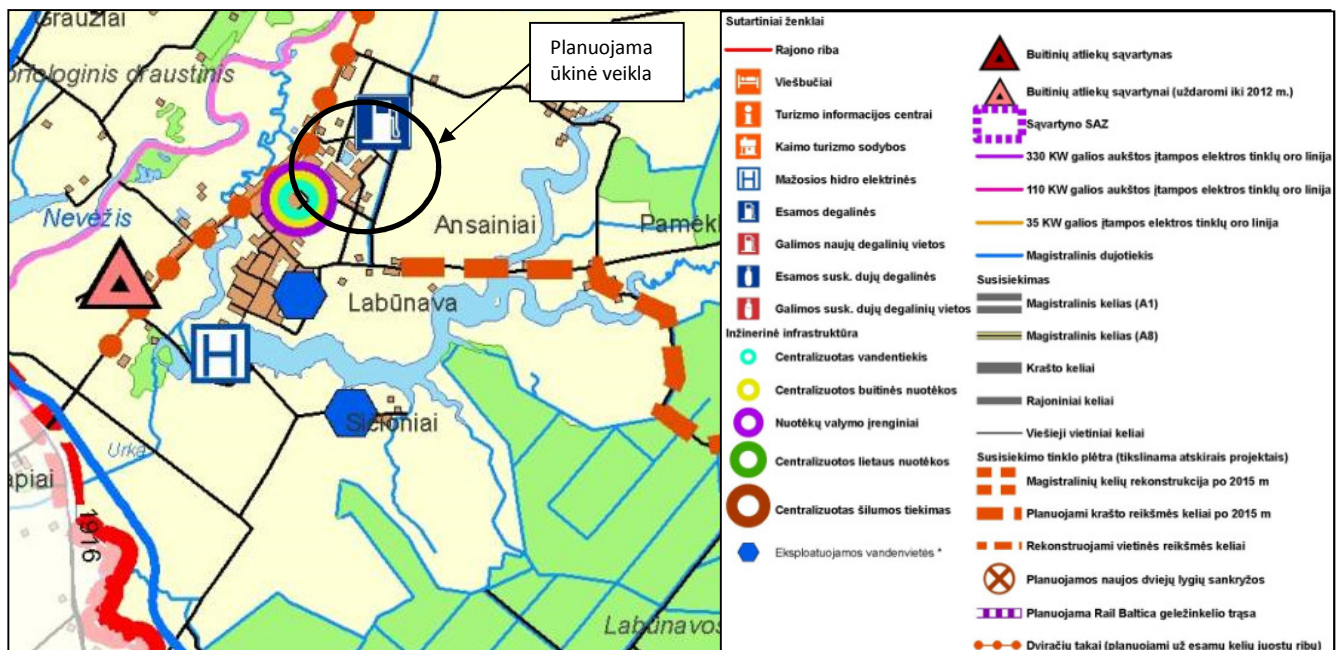 Graužiai
orfologinis draustinis
Planuojama
ūkinė veikla
Nevėžis
Ansainiai
Pamėkl
Labūnava
H
Sičioniai
Urka
apiai
1916
Labūnavos
Sutartiniai ženklai
Rajono riba
Viešbučiai
Turizmo informacijos centrai
Kaimo turizmo sodybos
H
Mažosios hidro elektrinės
Esamos degalinės
Galimos naujų degalinių vietos
Esamos susk. dujų degalinės
Galimos susk. dujų degalinių vietos
Inžinerinė infrastruktūra
Centralizuotas vandentiekis
Centralizuotos buitinės nuotėkos
Nuotėkų valymo įrenginiai
Centralizuotos lietaus nuotėkos
Centralizuotas šilumos tiekimas
Eksploatuojamos vandenvietės *
Buitinių atliekų sąvartynas
Buitinių atliekų sąvartynai (uždaromi iki 2012 m.)
Sąvartyno SAZ
330 KW galios aukštos įtampos elektros tinklų oro linija
110 KW galios aukštos įtampos elektros tinklų oro linija
35 KW galios įtampos elektros tinklų oro linija
Magistralinis dujotiekis
Susisiekimas
Magistralinis kelias (A1)
Magistralinis kelias (A8)
Krašto keliai
Rajoniniai keliai
Viešieji vietiniai keliai
Susisiekimo tinklo plėtra (tikslinama atskirais projektais)
Magistralinių kelių rekonstrukcija po 2015 m
Planuojami krašto reikšmės keliai po 2015 m
Rekonstruojami vietinės reikšmės keliai
Planuojamos naujos dviejų lygių sankryžos
Planuojama Rail Baltica geležinkelio trąsa
Dviračių takai (planuojami už esamų kelių juostų ribų)